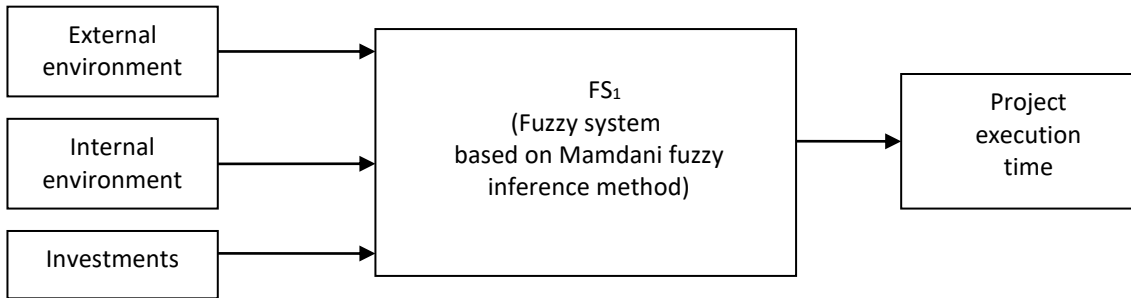 External
environment
Internal
environment
Investments
FS₁
(Fuzzy system
based on Mamdani fuzzy
inference method)
Project
execution
time